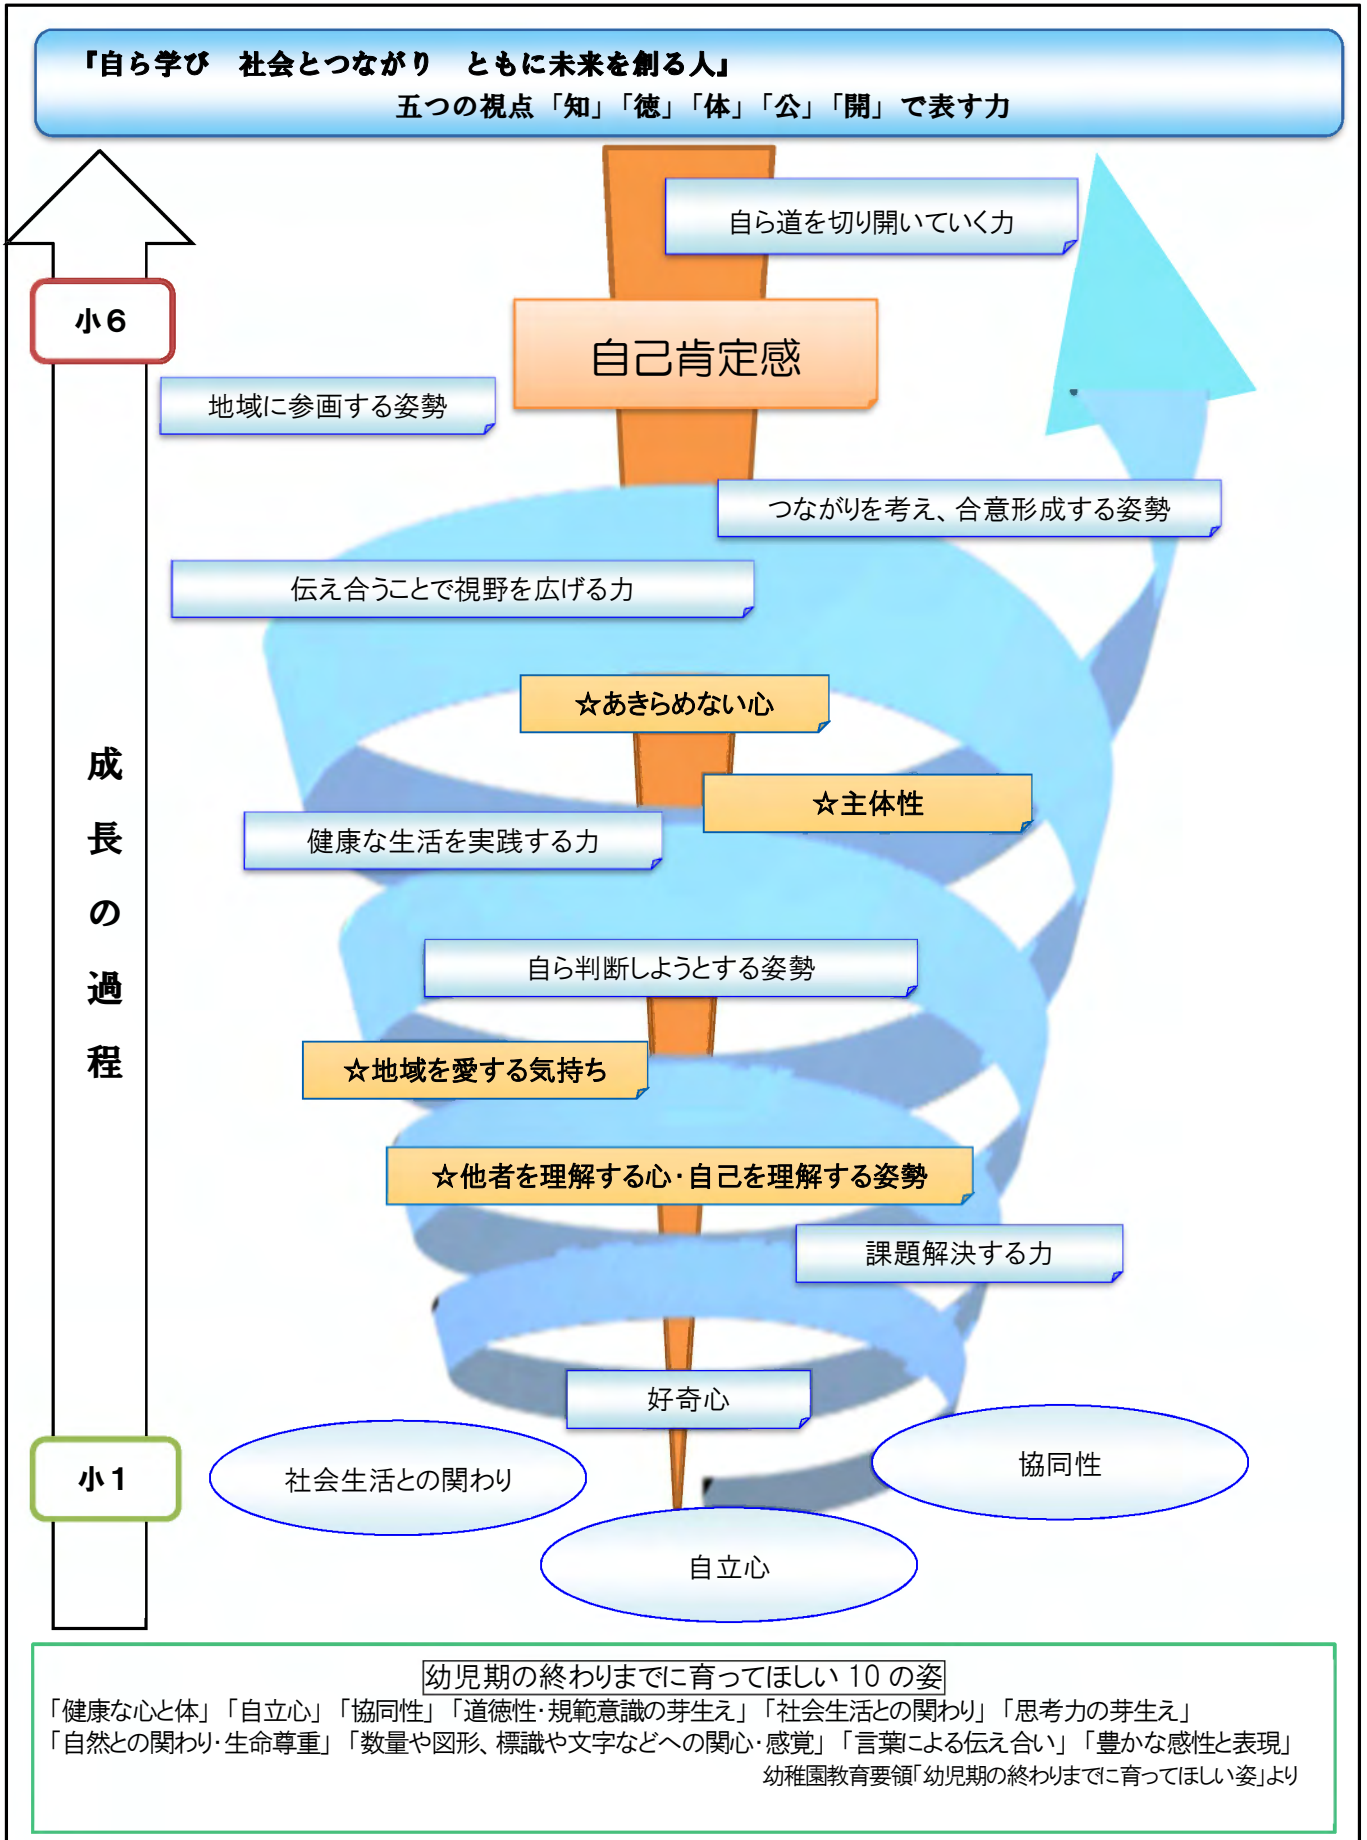 『自ら学び　社会とつながり　ともに未来を創る人』
五つの視点「知」「徳」「体」「公」「開」で表す力
自ら道を切り開いていく力
小６
自己肯定感
地域に参画する姿勢
つながりを考え、合意形成する姿勢
伝え合うことで視野を広げる力
☆あきらめない心
☆主体性
健康な生活を実践する力
成長の過程
自ら判断しようとする姿勢
☆地域を愛する気持ち
☆他者を理解する心・自己を理解する姿勢
課題解決する力
好奇心
小１
社会生活との関わり
協同性
自立心
幼児期の終わりまでに育ってほしい 10 の姿
「健康な心と体」「自立心」「協同性」「道徳性・規範意識の芽生え」「社会生活との関わり」「思考力の芽生え」
「自然との関わり・生命尊重」「数量や図形、標識や文字などへの関心・感覚」「言葉による伝え合い」「豊かな感性と表現」
幼稚園教育要領「幼児期の終わりまでに育ってほしい姿」より